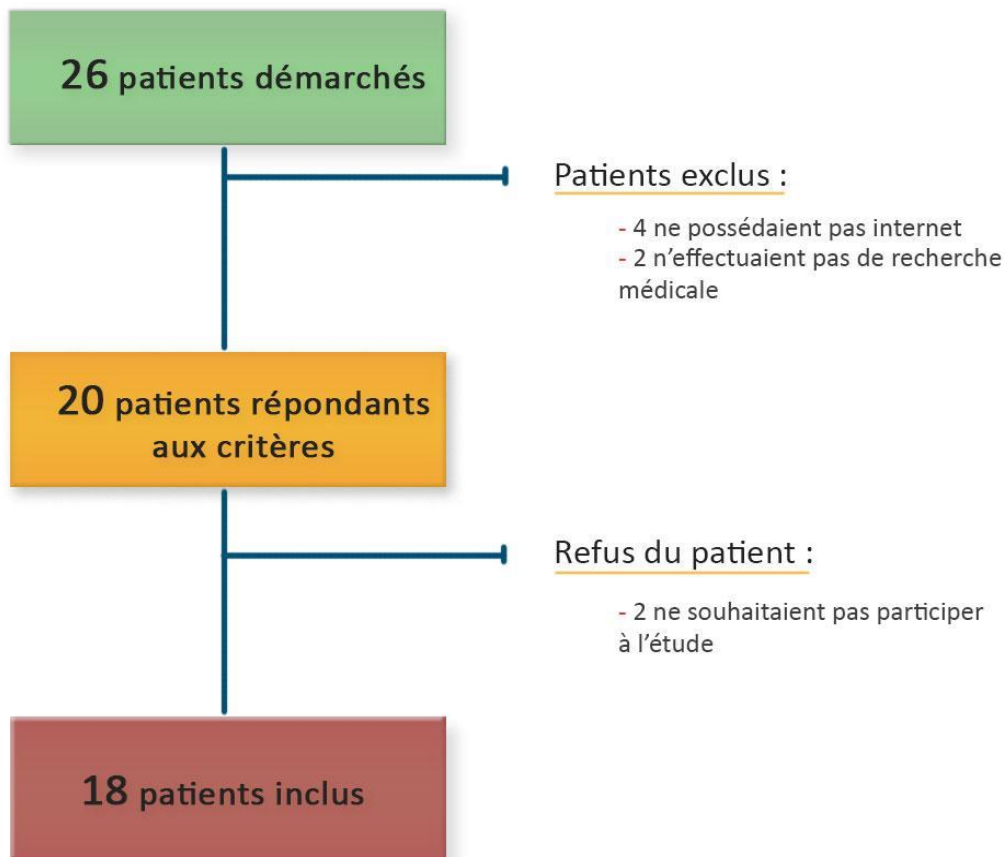 26 patients démarchés
Patients exclus :
- 4 ne possédaient pas internet
- 2 n’effectuaient pas de recherche
médicale
20 patients répondants
aux critères
Refus du patient :
- 2 ne souhaitaient pas participer
à l’étude
18 patients inclus